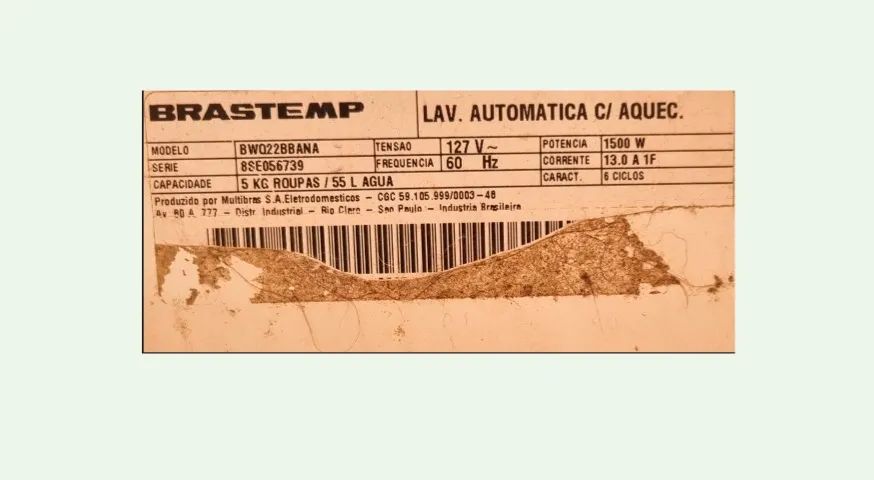 BRASTEMP LAV. AUTOMATICA C/ AQUEC.
MODELO BWQ22BBANA TENSAO 127 V~ POTENCIA 1500 W
SERIE 8SE056739 FREQUENCIA 60 Hz CORRENTE 13.0 A 1F
CAPACIDADE 5 KG ROUPAS / 55 L AGUA CARACT. 6 CICLOS
Produzido por Multibras S.A.Eletrodomesticos - CGC 59.105.999/0003-48
Av. 80 A, 777 - Distr. Industrial - Rio Claro - Sao Paulo - Industria Brasileira